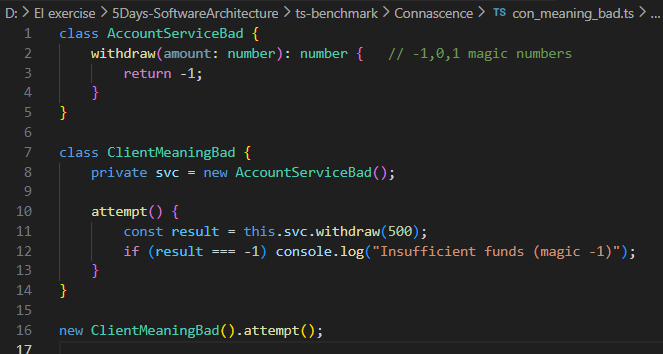 D: > EI exercise > 5Days-SoftwareArchitecture > ts-benchmark > Connascence > TS con_meaning_bad.ts > ...
1 class AccountServiceBad {
2     withdraw(amount: number): number {   // -1,0,1 magic numbers
3         return -1;
4     }
5 }
6
7 class ClientMeaningBad {
8     private svc = new AccountServiceBad();
9
10     attempt() {
11         const result = this.svc.withdraw(500);
12         if (result === -1) console.log("Insufficient funds (magic -1)");
13     }
14 }
15
16 new ClientMeaningBad().attempt();
17